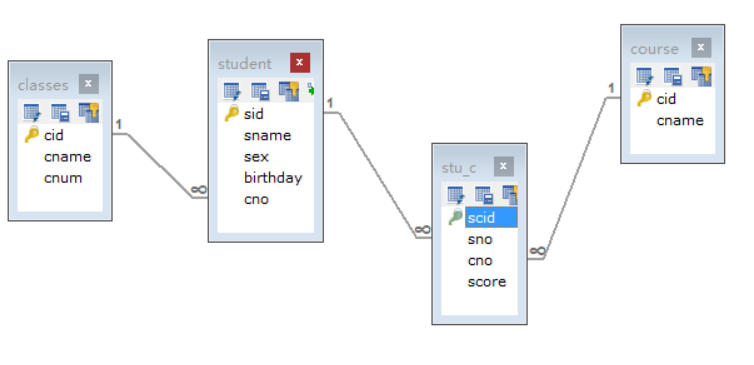 classes
cid
cname
cnum
1
∞
student
sid
sname
sex
birthday
cno
1
∞
stu_c
scid
sno
cno
score
∞
1
course
cid
cname